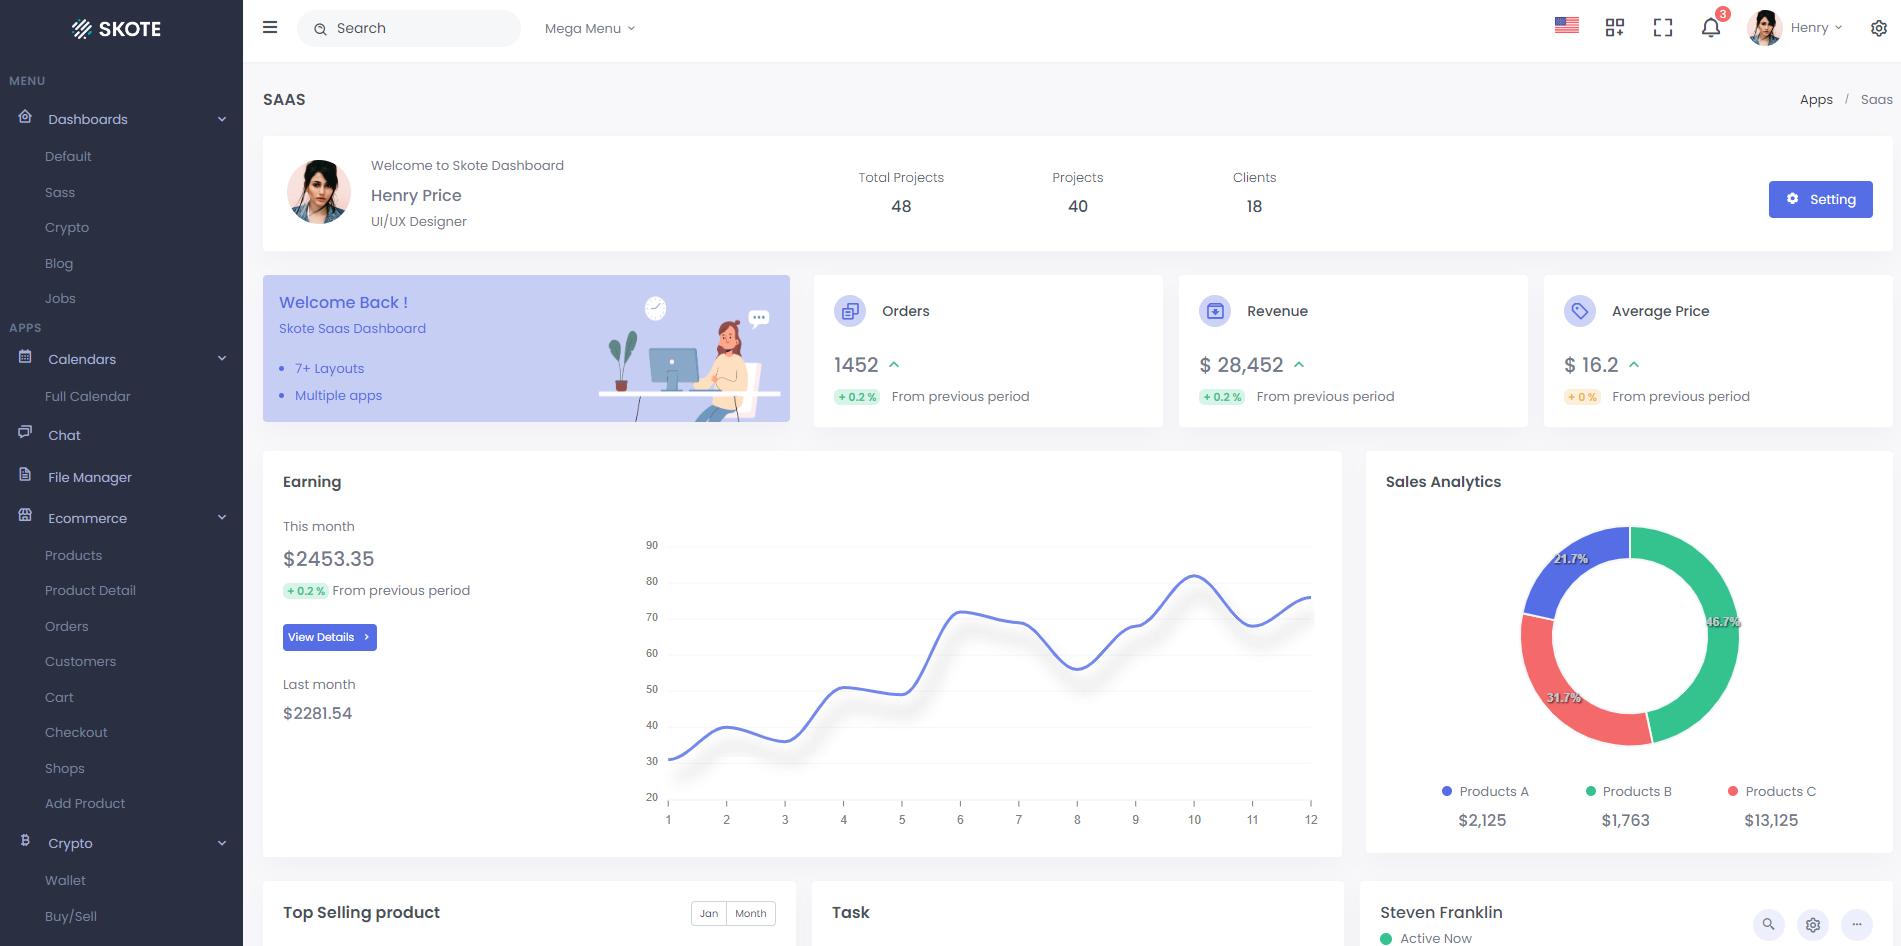 SKOTE
Search
Mega Menu
3
Henry
MENU
Dashboards
Default
Sass
Crypto
Blog
Jobs
APPS
Calendars
Full Calendar
Chat
File Manager
Ecommerce
Products
Product Detail
Orders
Customers
Cart
Checkout
Shops
Add Product
Crypto
Wallet
Buy/Sell
SAAS
Apps / Saas
Welcome to Skote Dashboard
Henry Price
UI/UX Designer
Total Projects
48
Projects
40
Clients
18
Setting
Welcome Back !
Skote Saas Dashboard
7+ Layouts
Multiple apps
Orders
1452
+ 0.2 % From previous period
Revenue
$ 28,452
+ 0.2 % From previous period
Average Price
$ 16.2
+ 0 % From previous period
Earning
This month
$2453.35
+ 0.2 % From previous period
View Details
Last month
$2281.54
90
80
70
60
50
40
30
20
1 2 3 4 5 6 7 8 9 10 11 12
Sales Analytics
21.7%
46.7%
31.7%
Products A
$2,125
Products B
$1,763
Products C
$13,125
Top Selling product
Jan Month
Task
Steven Franklin
Active Now